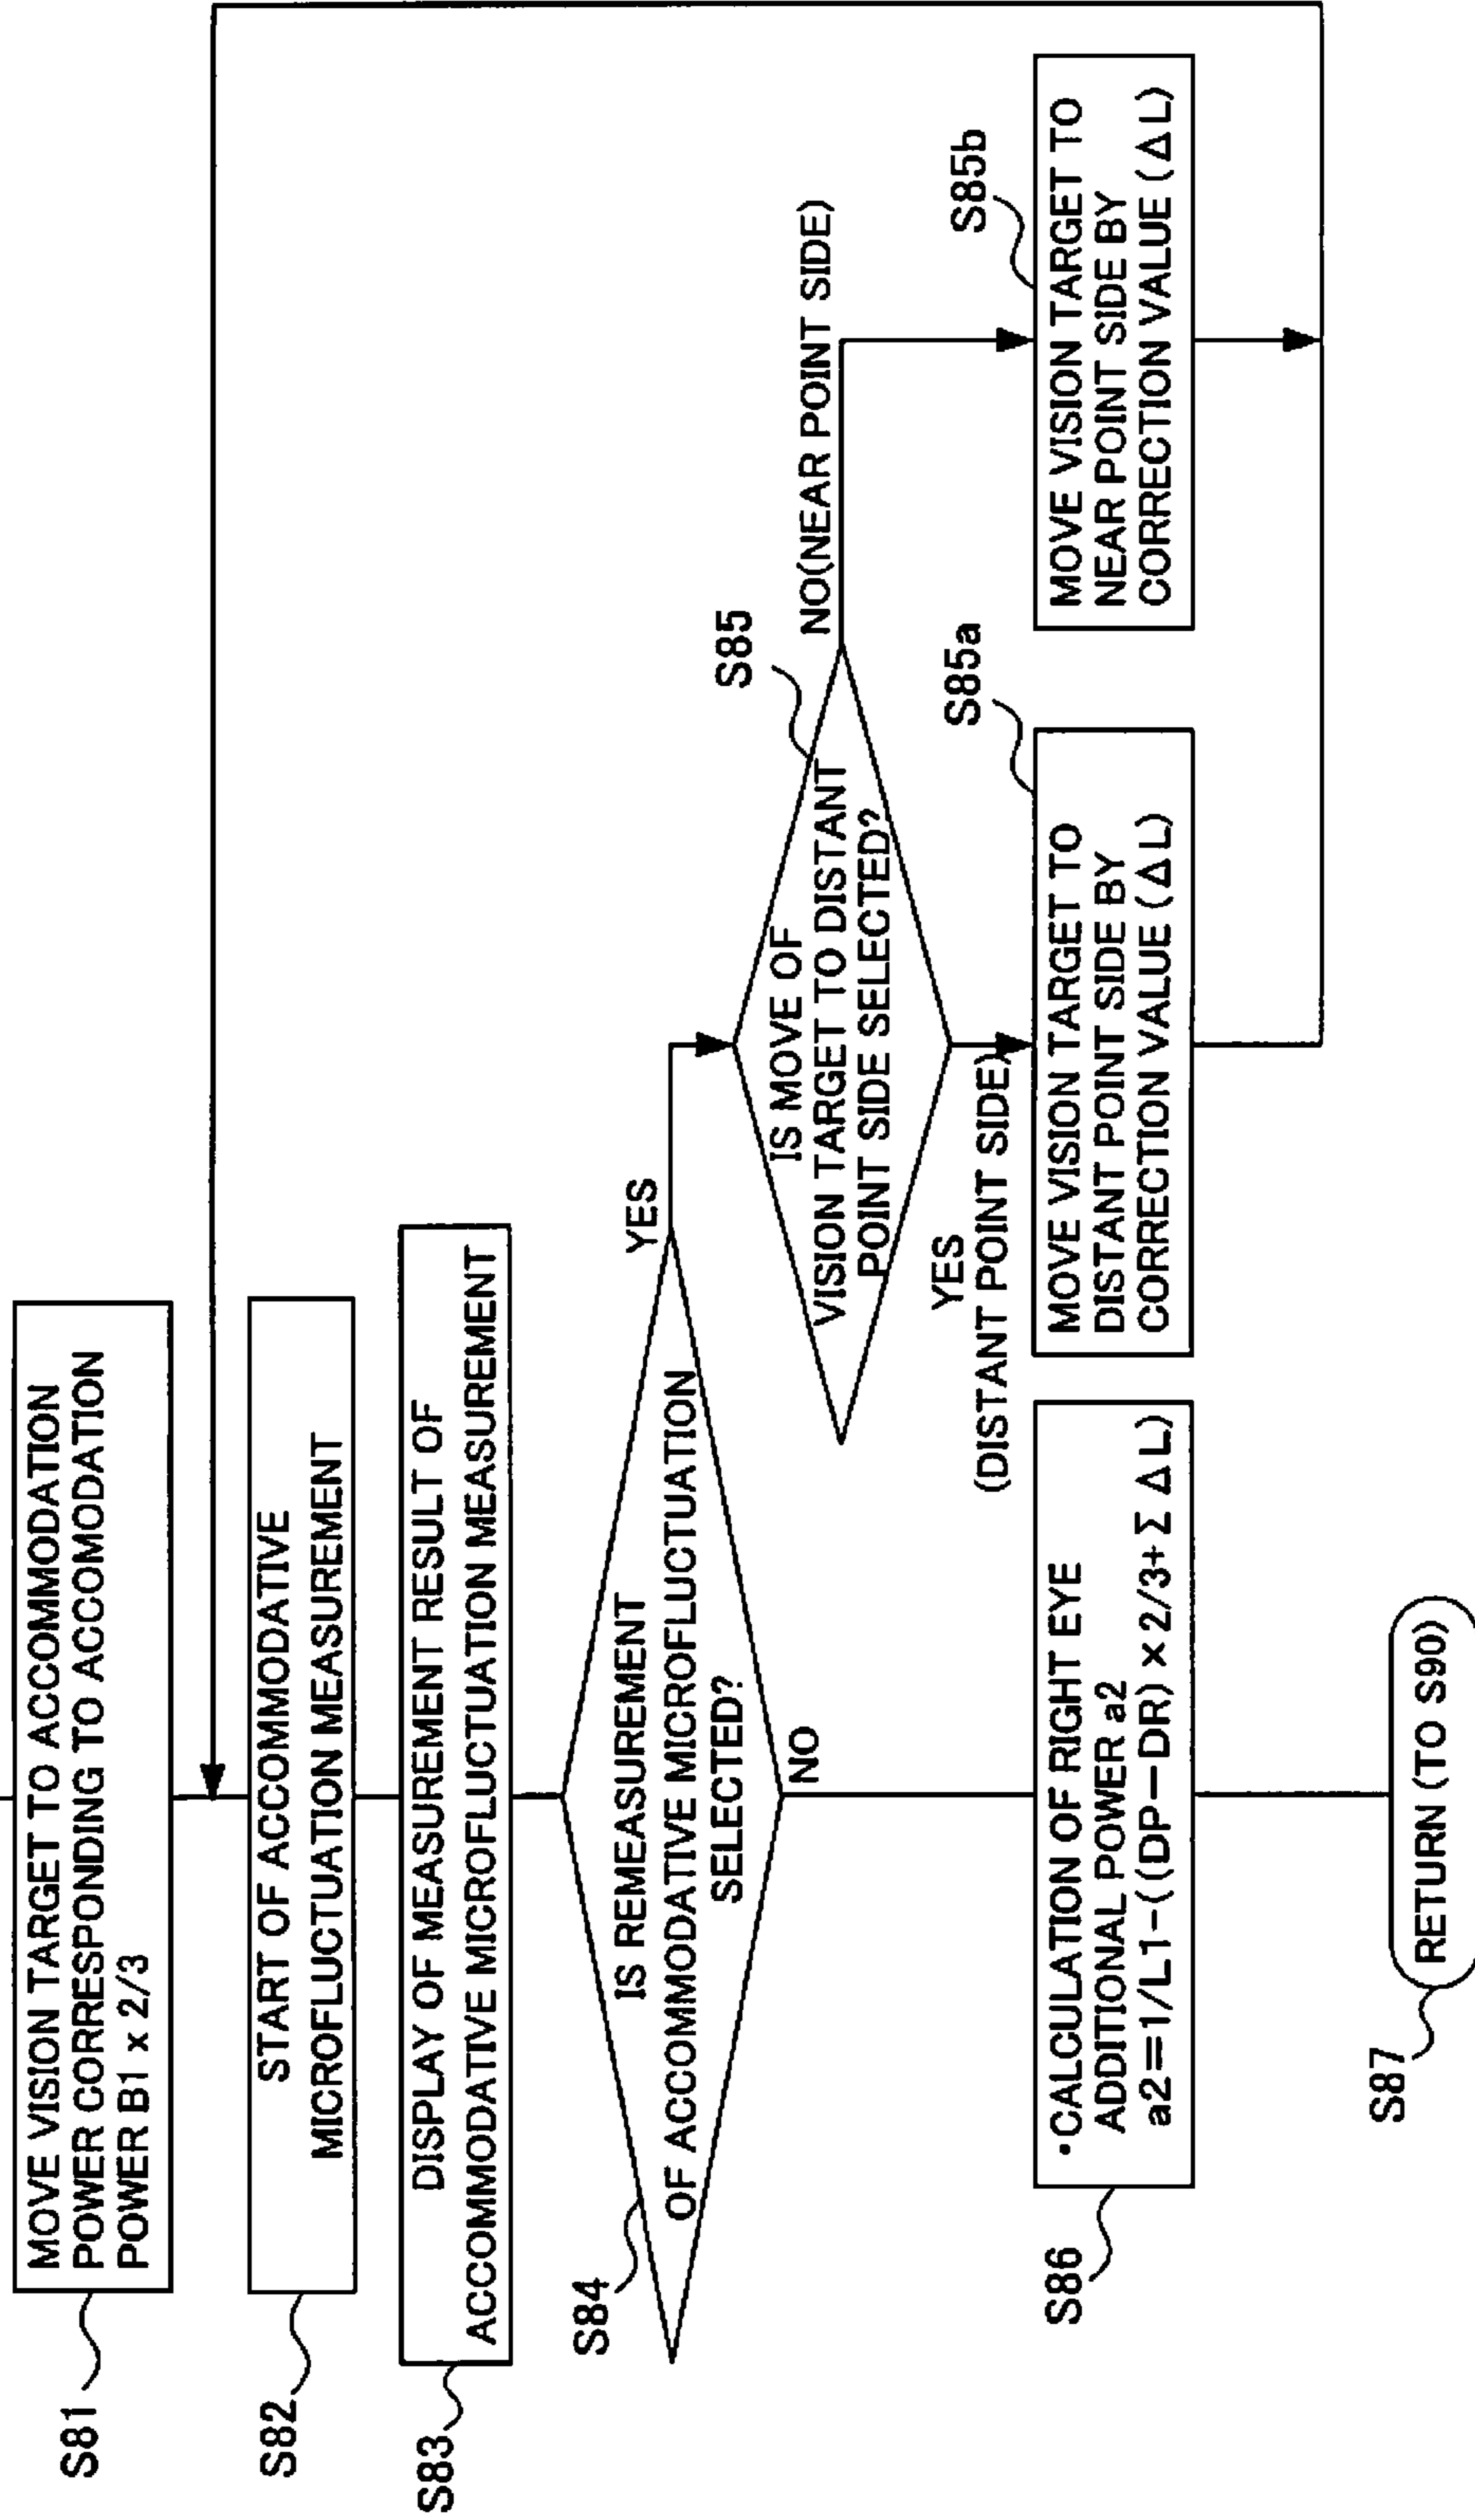 S81
MOVE VISION TARGET TO ACCOMMODATION
POWER CORRESPONDING TO ACCOMODATION
POWER B1 x 2/3
S82
START OF ACCOMMODATIVE
MICROFLUCTUATION MEASUREMENT
S83
DISPLAY OF MEASUREMENT RESULT OF
ACCOMMODATIVE MICROFLUCTUATION MEASUREMENT
S84
IS REMEASUREMENT
OF ACCOMMODATIVE MICROFLUCTUATION
SELECTED?
YES
NO
S85
IS MOVE OF
VISION TARGET TO DISTANT
POINT SIDE SELECTED?
NO(NEAR POINT SIDE)
YES
(DISTANT POINT SIDE)
S85a
MOVE VISION TARGET TO
DISTANT POINT SIDE BY
CORRECTION VALUE (ΔL)
S85b
MOVE VISION TARGET TO
NEAR POINT SIDE BY
CORRECTION VALUE (ΔL)
S86
•CALCULATION OF RIGHT EYE
ADDITIONAL POWER a2
a2=1/L1-((DP-DR) x 2/3+Σ ΔL)
S87
RETURN (TO S90)